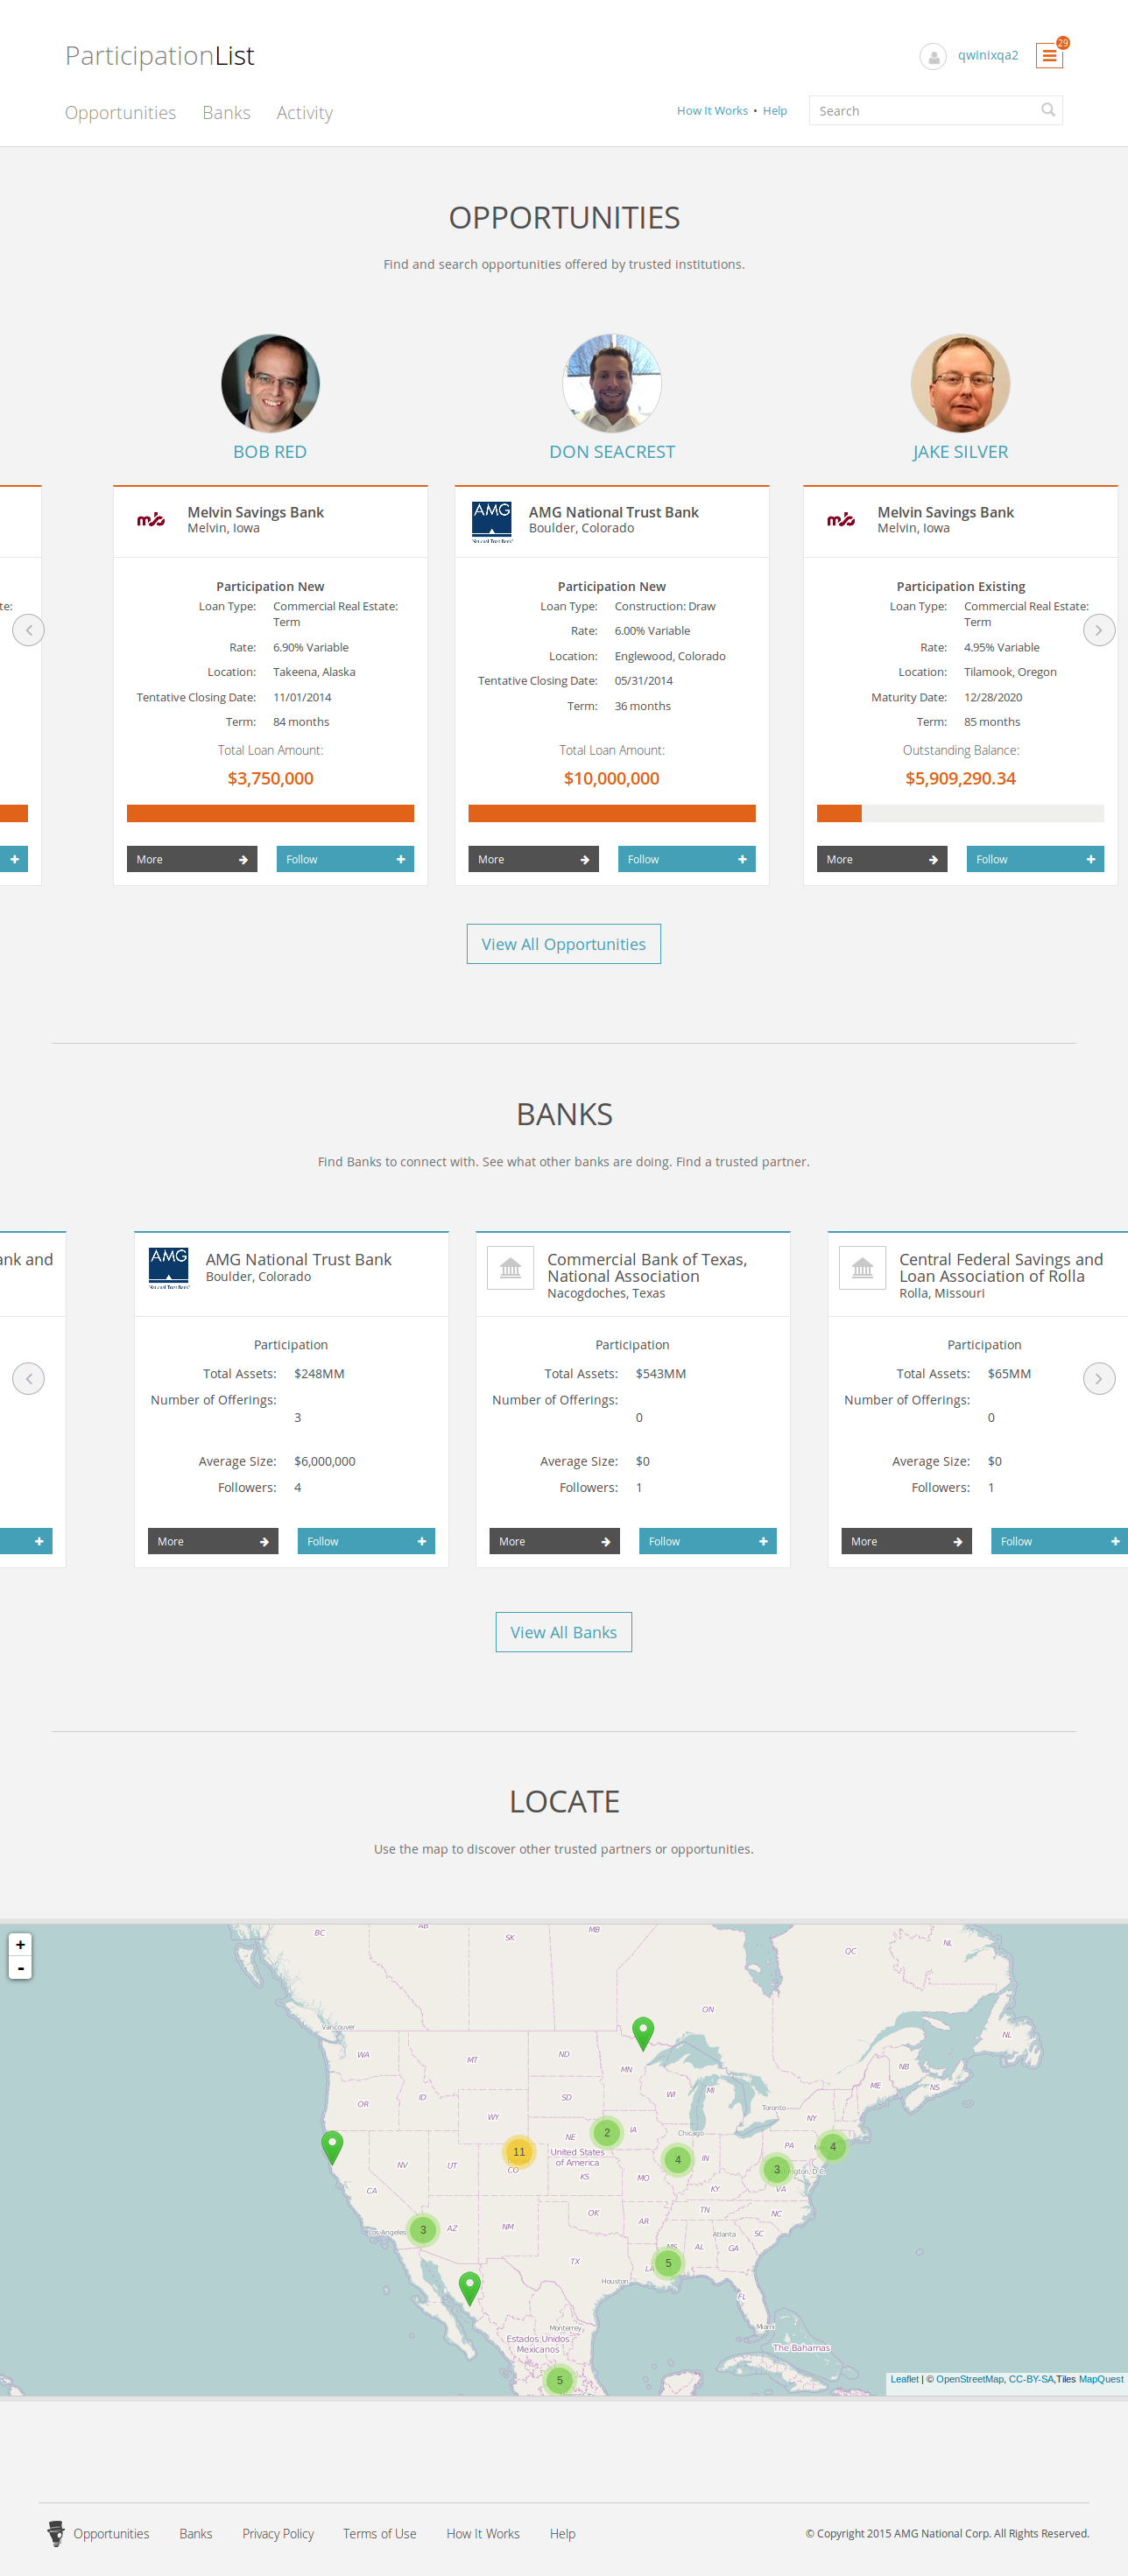 ParticipationList
qwinixqa2
29
Opportunities Banks Activity
How It Works • Help
Search
OPPORTUNITIES
Find and search opportunities offered by trusted institutions.
BOB RED
DON SEACREST
JAKE SILVER
te:
Melvin Savings Bank
Melvin, Iowa
Participation New
Loan Type: Commercial Real Estate:
Term
Rate: 6.90% Variable
Location: Takeena, Alaska
Tentative Closing Date: 11/01/2014
Term: 84 months
Total Loan Amount:
$3,750,000
More
Follow
AMG
AMG National Trust Bank
Boulder, Colorado
Participation New
Loan Type: Construction: Draw
Rate: 6.00% Variable
Location: Englewood, Colorado
Tentative Closing Date: 05/31/2014
Term: 36 months
Total Loan Amount:
$10,000,000
More
Follow
Melvin Savings Bank
Melvin, Iowa
Participation Existing
Loan Type: Commercial Real Estate:
Term
Rate: 4.95% Variable
Location: Tilamook, Oregon
Maturity Date: 12/28/2020
Term: 85 months
Outstanding Balance:
$5,909,290.34
More
Follow
View All Opportunities
BANKS
Find Banks to connect with. See what other banks are doing. Find a trusted partner.
ank and
AMG
AMG National Trust Bank
Boulder, Colorado
Participation
Total Assets: $248MM
Number of Offerings:
3
Average Size: $6,000,000
Followers: 4
More
Follow
Commercial Bank of Texas,
National Association
Nacogdoches, Texas
Participation
Total Assets: $543MM
Number of Offerings:
0
Average Size: $0
Followers: 1
More
Follow
Central Federal Savings and
Loan Association of Rolla
Rolla, Missouri
Participation
Total Assets: $65MM
Number of Offerings:
0
Average Size: $0
Followers: 1
More
Follow
View All Banks
LOCATE
Use the map to discover other trusted partners or opportunities.
+
-
BC
AB
SK
MB
ON
QC
NL
NL
Vancouver
WA
MT
ND
MN
OR
ID
SD
WI
MI
NB
ME
NS
WY
Toronto
NY
2
IA
Chicago
NE
11
CO
United States
of America
4
IN
PA
4
3
NV
UT
KS
MO
KY
VA
CA
Los Angeles
3
AZ
NM
OK
AR
TN
NC
Atlanta
SC
MS
AL
GA
TX
LA
5
Houston
FL
Monterrey
Miami
Estados Unidos
Mexicanos
The Bahamas
5
Leaflet | © OpenStreetMap, CC-BY-SA,Tiles MapQuest
Opportunities Banks Privacy Policy Terms of Use How It Works Help
© Copyright 2015 AMG National Corp. All Rights Reserved.